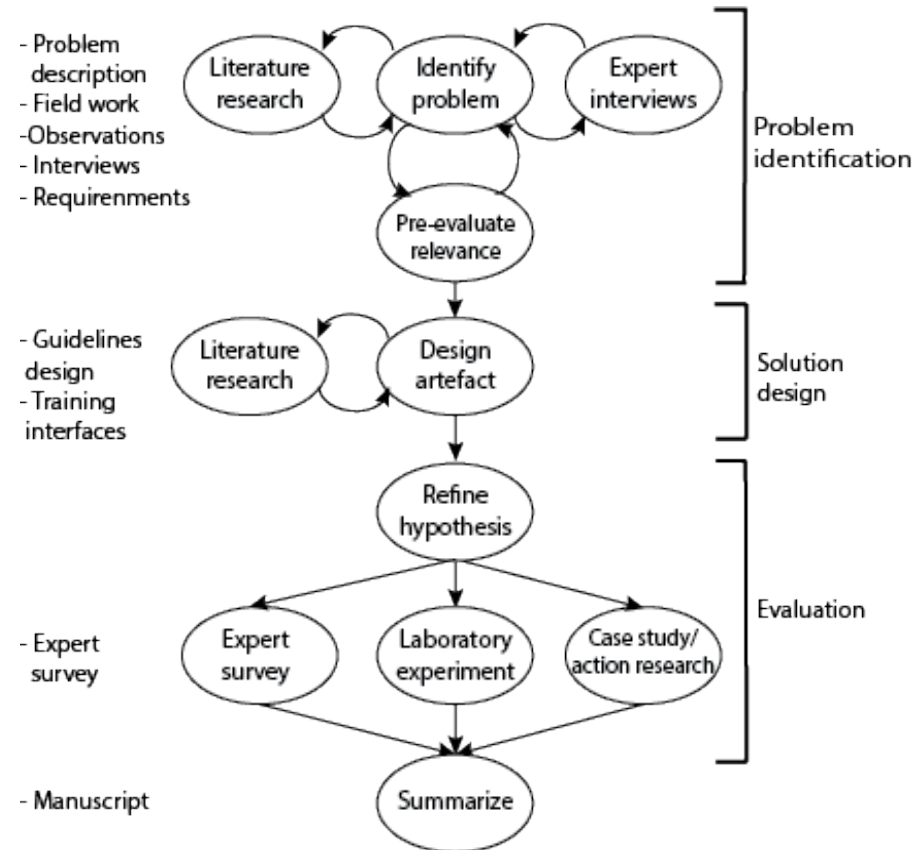 - Problem
description
- Field work
-Observations
- Interviews
- Requirenments
Literature
research
Identify
problem
Expert
interviews
Pre-evaluate
relevance
Problem
identification
- Guidelines
design
- Training
interfaces
Literature
research
Design
artefact
Solution
design
Refine
hypothesis
- Expert
survey
Expert
survey
Laboratory
experiment
Case study/
action research
Evaluation
- Manuscript
Summarize